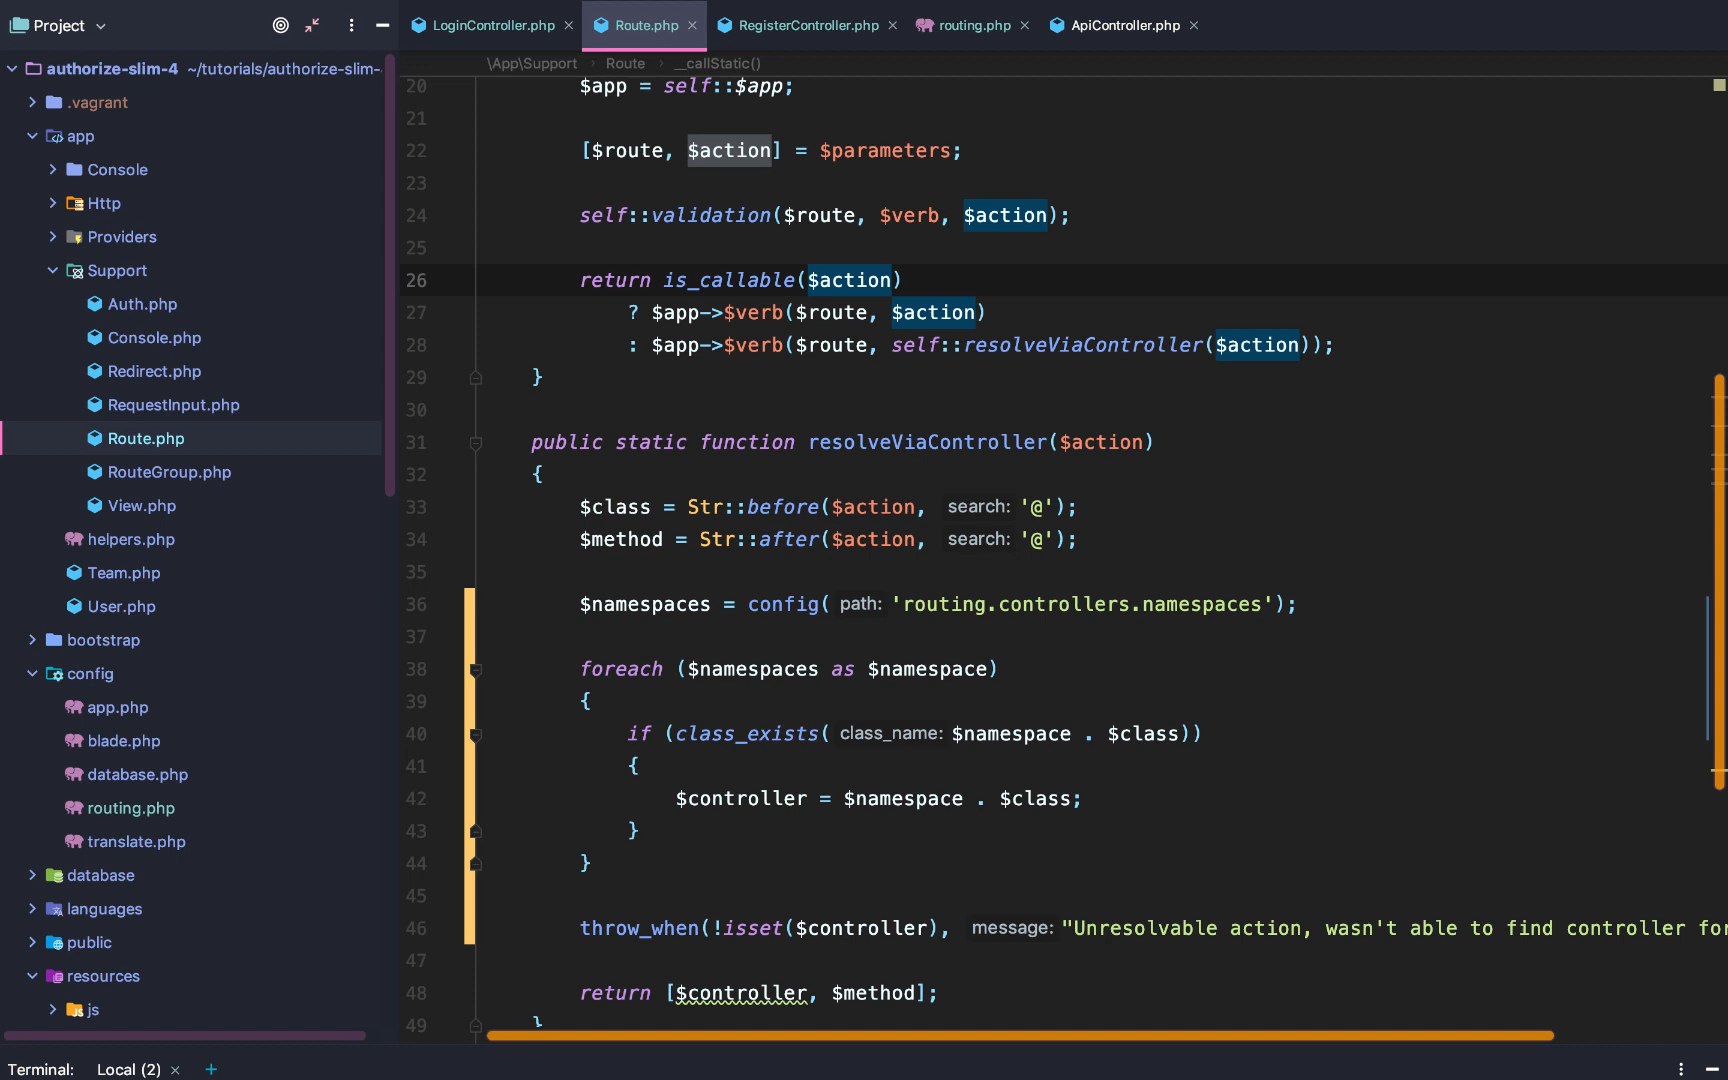 Project
LoginController.php
Route.php
RegisterController.php
routing.php
ApiController.php
authorize-slim-4 ~/tutorials/authorize-slim-
.vagrant
app
Console
Http
Providers
Support
Auth.php
Console.php
Redirect.php
RequestInput.php
Route.php
RouteGroup.php
View.php
helpers.php
Team.php
User.php
bootstrap
config
app.php
blade.php
database.php
routing.php
translate.php
database
languages
public
resources
js
\App\Support › Route › __callStatic()
20 $app = self::$app;
21
22 [$route, $action] = $parameters;
23
24 self::validation($route, $verb, $action);
25
26 return is_callable($action)
27 ? $app->$verb($route, $action)
28 : $app->$verb($route, self::resolveViaController($action));
29 }
30
31 public static function resolveViaController($action)
32 {
33 $class = Str::before($action, search: '@');
34 $method = Str::after($action, search: '@');
35
36 $namespaces = config( path: 'routing.controllers.namespaces');
37
38 foreach ($namespaces as $namespace)
39 {
40 if (class_exists( class_name: $namespace . $class))
41 {
42 $controller = $namespace . $class;
43 }
44 }
45
46 throw_when(!isset($controller), message: "Unresolvable action, wasn't able to find controller for
47
48 return [$controller, $method];
49 }
Terminal: Local (2) × +